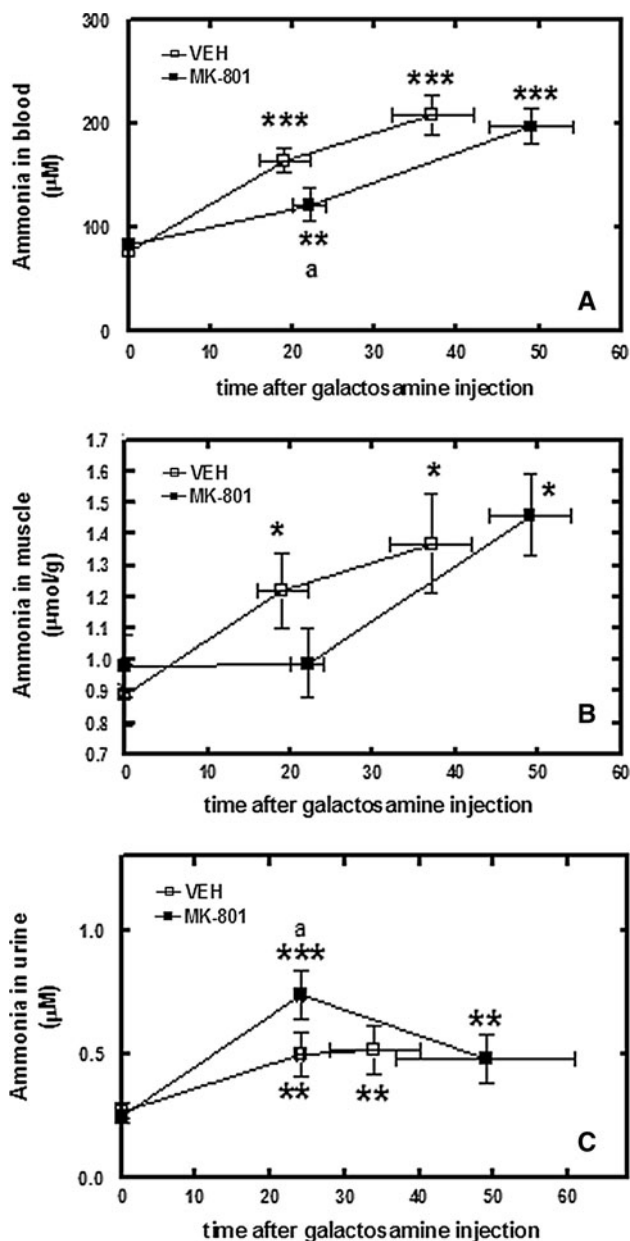 300
VEH
MK-801
***
***
***
200
Ammonia in blood
(µM)
100
**
a
A
0
0 10 20 30 40 50 60
time after galactosamine injection
1.7
VEH
1.6
MK-801
*
*
1.5
*
1.4
Ammonia in muscle
(µmol/g)
1.3
1.2
1.1
1.0
0.9
0.8
B
0.7
0 10 20 30 40 50 60
time after galactosamine injection
VEH
MK-801
a
1.0
***
**
Ammonia in urine
(µM)
0.5
** **
C
0.0
0 10 20 30 40 50 60
time after galactosamine injection